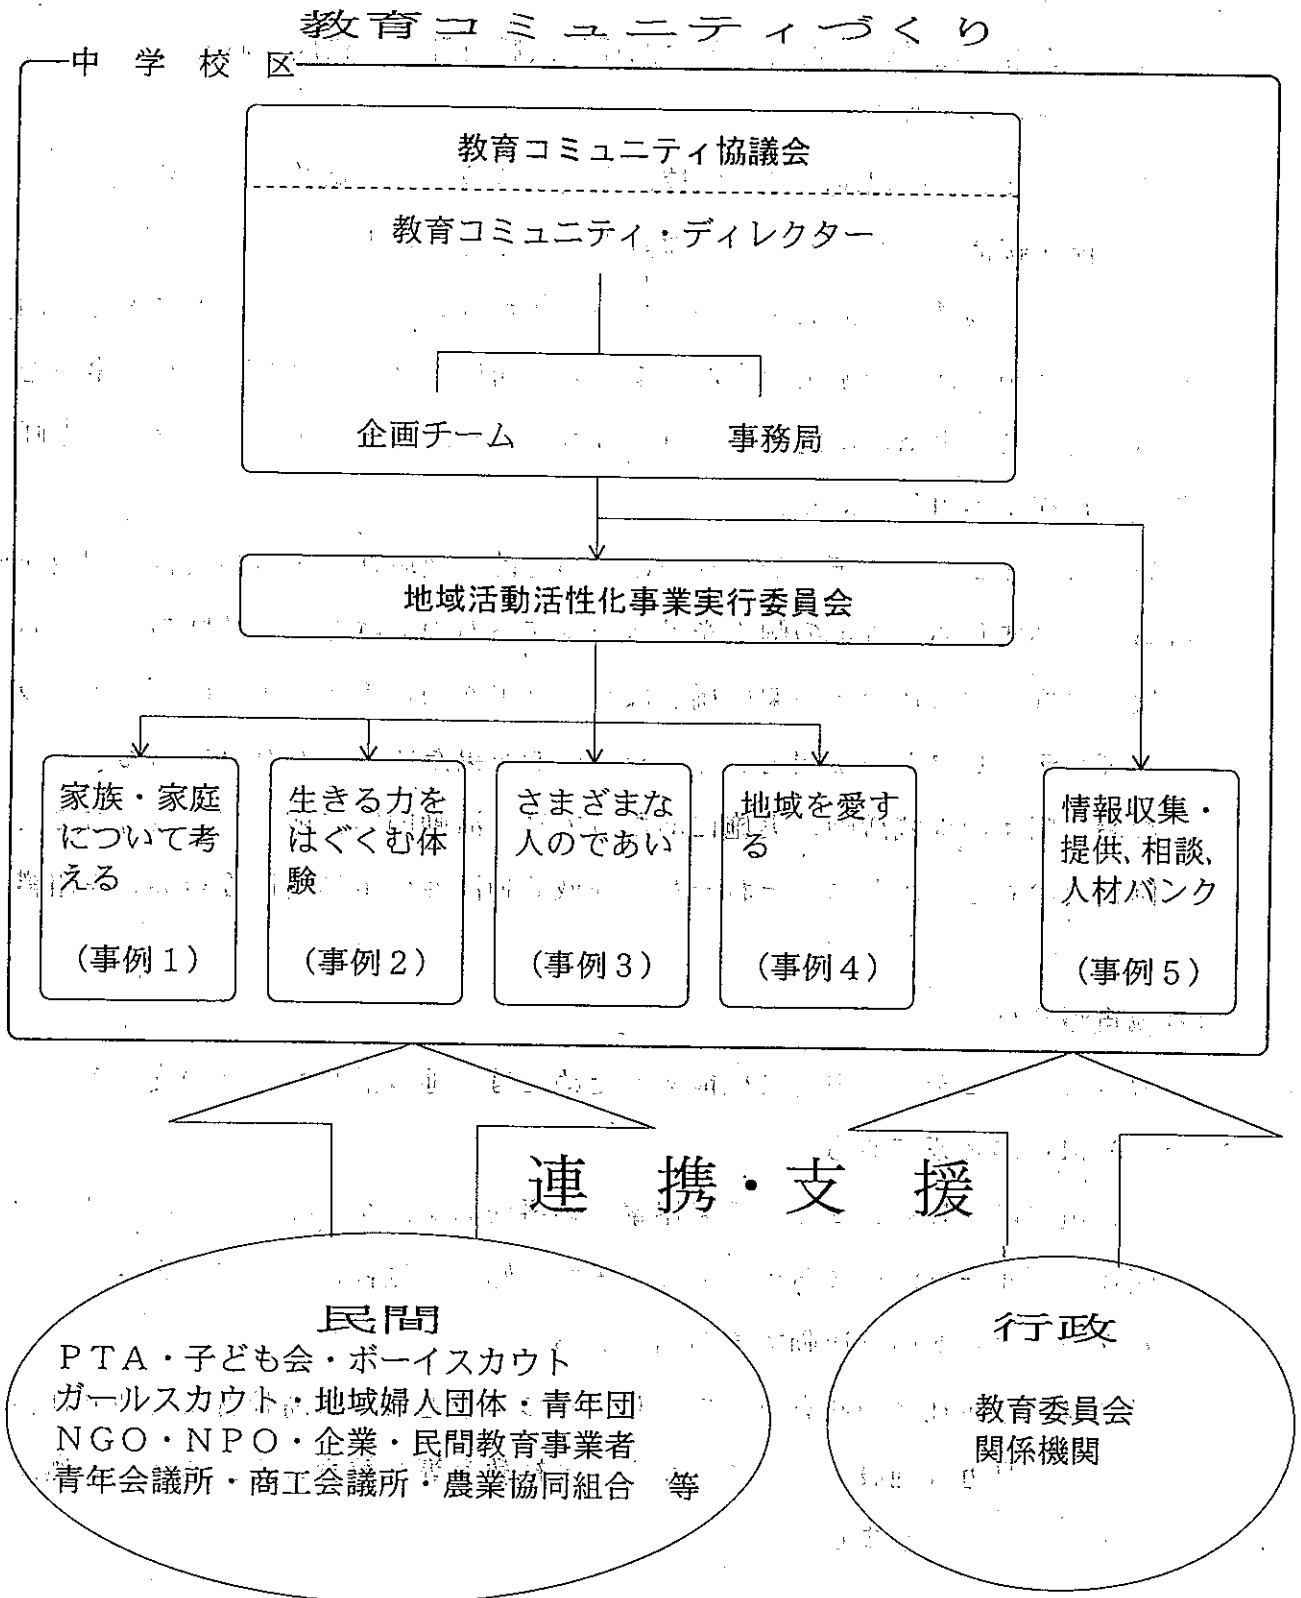 教育コミュニティづくり
中学校区
教育コミュニティ協議会
教育コミュニティ・ディレクター
企画チーム
事務局
地域活動活性化事業実行委員会
家族・家庭
について考
える
(事例1)
生きる力を
はぐくむ体
験
(事例2)
さまざまな
人のであい
(事例3)
地域を愛す
る
(事例4)
情報収集・
提供、相談、
人材バンク
(事例5)
連携・支援
民間
PTA・子ども会・ボーイスカウト
ガールスカウト・地域婦人団体・青年団
NGO・NPO・企業・民間教育事業者
青年会議所・商工会議所・農業協同組合 等
行政
教育委員会
関係機関